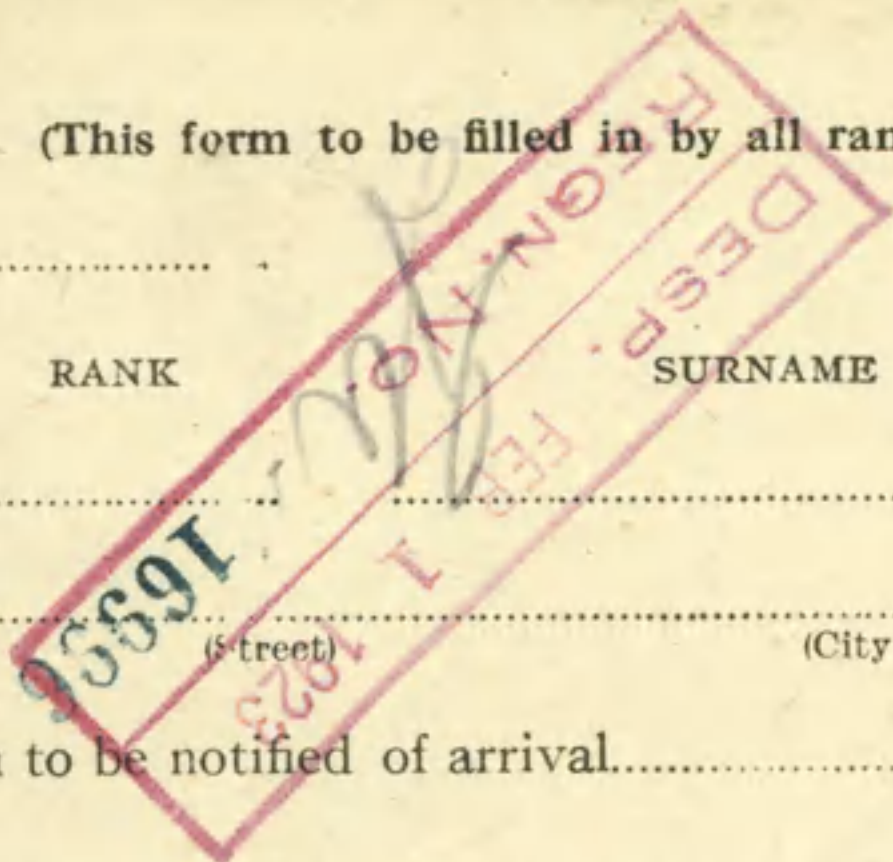 (This form to be filled in by all ran
RANK SURNAME
(Street) (City
to be notified of arrival
REGN. NO.
DESP. FEB 1 1923